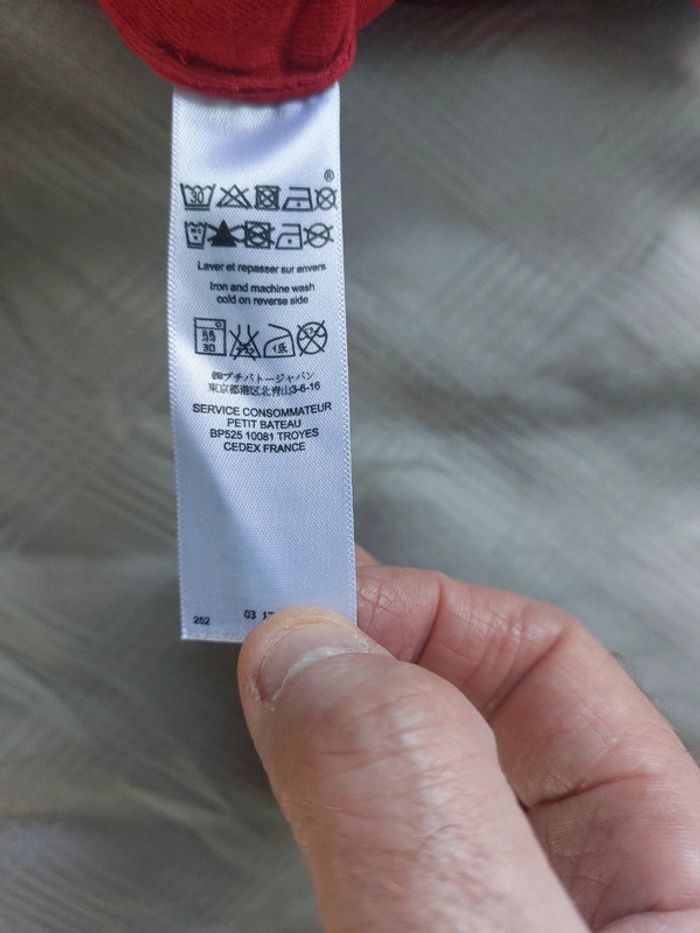 ®
30
Laver et repasser sur envers
Iron and machine wash
cold on reverse side
30
㈱プチバトージャパン
東京都港区北青山3-6-16
SERVICE CONSOMMATEUR
PETIT BATEAU
BP525 10081 TROYES
CEDEX FRANCE
252 03